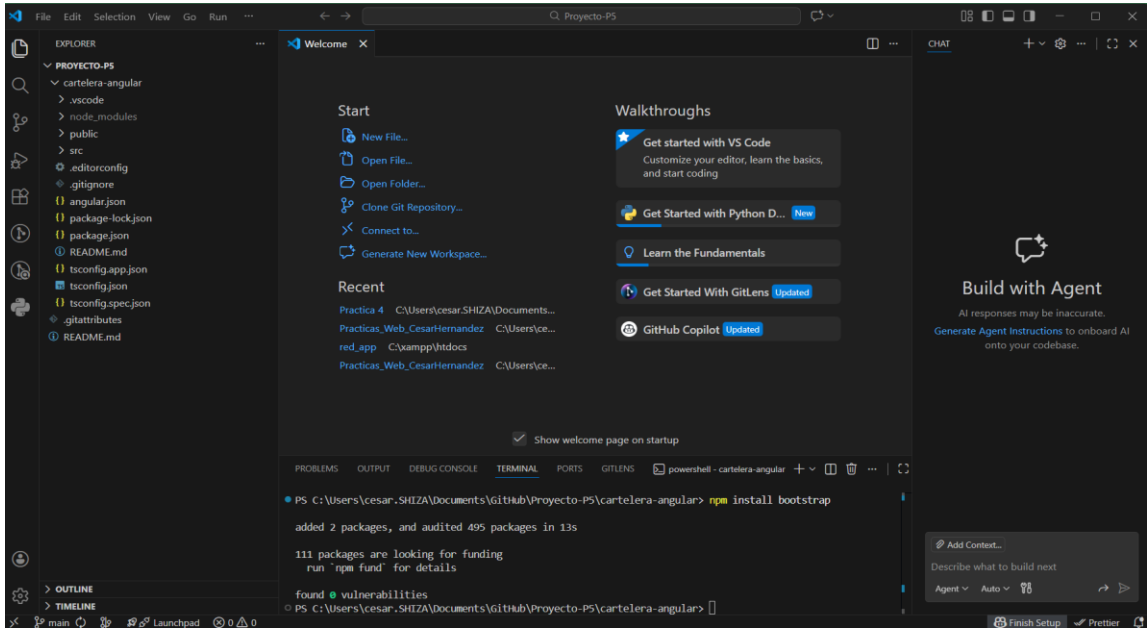 File Edit Selection View Go Run ···
Proyecto-P5
EXPLORER
PROYECTO-P5
cartelera-angular
.vscode
node_modules
public
src
.editorconfig
.gitignore
{} angular.json
{} package-lock.json
{} package.json
README.md
{} tsconfig.app.json
tsconfig.json
{} tsconfig.spec.json
.gitattributes
README.md
OUTLINE
TIMELINE
Welcome
Start
New File...
Open File...
Open Folder...
Clone Git Repository...
Connect to...
Generate New Workspace...
Recent
Practica 4 C:\Users\cesar.SHIZA\Documents...
Practicas_Web_CesarHernandez C:\Users\ce...
red_app C:\xampp\htdocs
Practicas_Web_CesarHernandez C:\Users\ce...
Walkthroughs
Get started with VS Code
Customize your editor, learn the basics,
and start coding
Get Started with Python D... New
Learn the Fundamentals
Get Started With GitLens Updated
GitHub Copilot Updated
Show welcome page on startup
PROBLEMS OUTPUT DEBUG CONSOLE TERMINAL PORTS GITLENS powershell - cartelera-angular
PS C:\Users\cesar.SHIZA\Documents\GitHub\Proyecto-P5\cartelera-angular> npm install bootstrap
added 2 packages, and audited 495 packages in 13s
111 packages are looking for funding
run `npm fund` for details
found 0 vulnerabilities
PS C:\Users\cesar.SHIZA\Documents\GitHub\Proyecto-P5\cartelera-angular>
CHAT
Build with Agent
AI responses may be inaccurate.
Generate Agent Instructions to onboard AI
onto your codebase.
Add Context...
Describe what to build next
Agent Auto
main Launchpad 0 0
Finish Setup Prettier